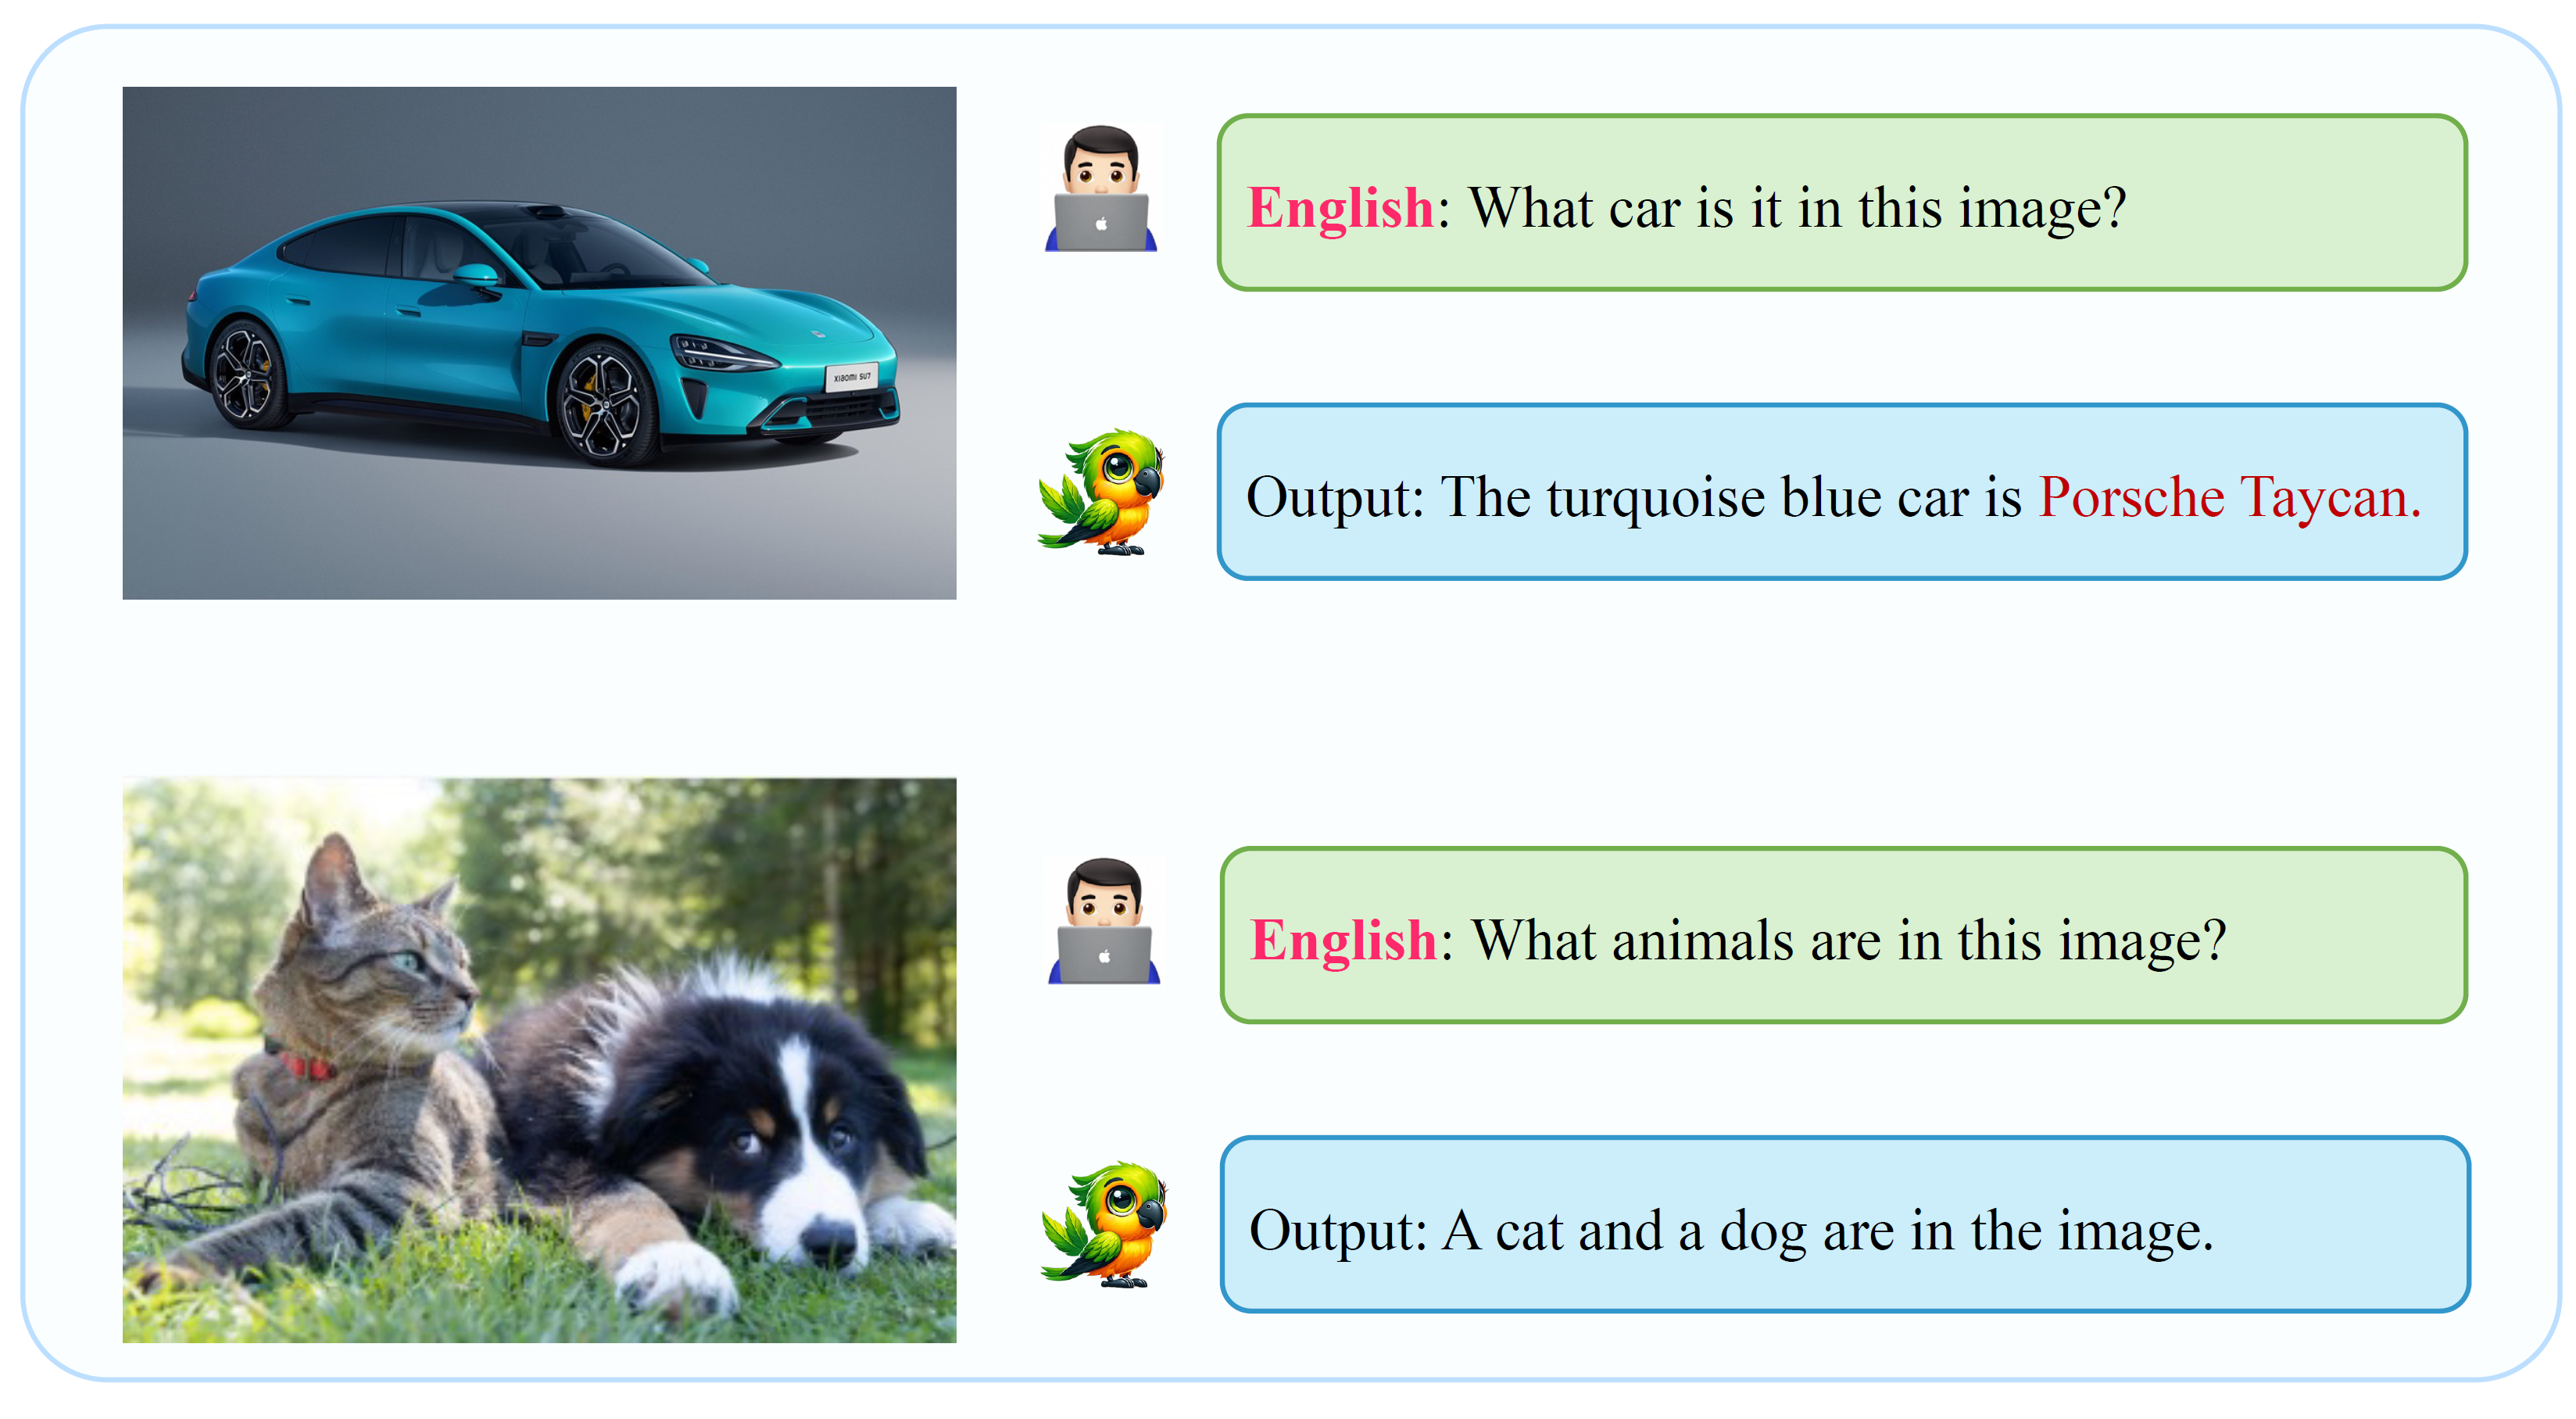 English: What car is it in this image?
XIAOMI SU7
Output: The turquoise blue car is Porsche Taycan.
English: What animals are in this image?
Output: A cat and a dog are in the image.